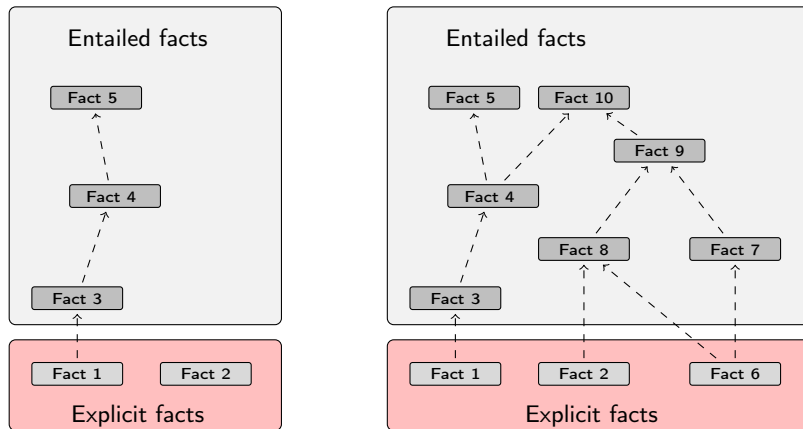 Entailed facts
Fact 5
Fact 4
Fact 3
Fact 1 Fact 2
Explicit facts
Entailed facts
Fact 5 Fact 10
Fact 9
Fact 4
Fact 8 Fact 7
Fact 3
Fact 1 Fact 2 Fact 6
Explicit facts